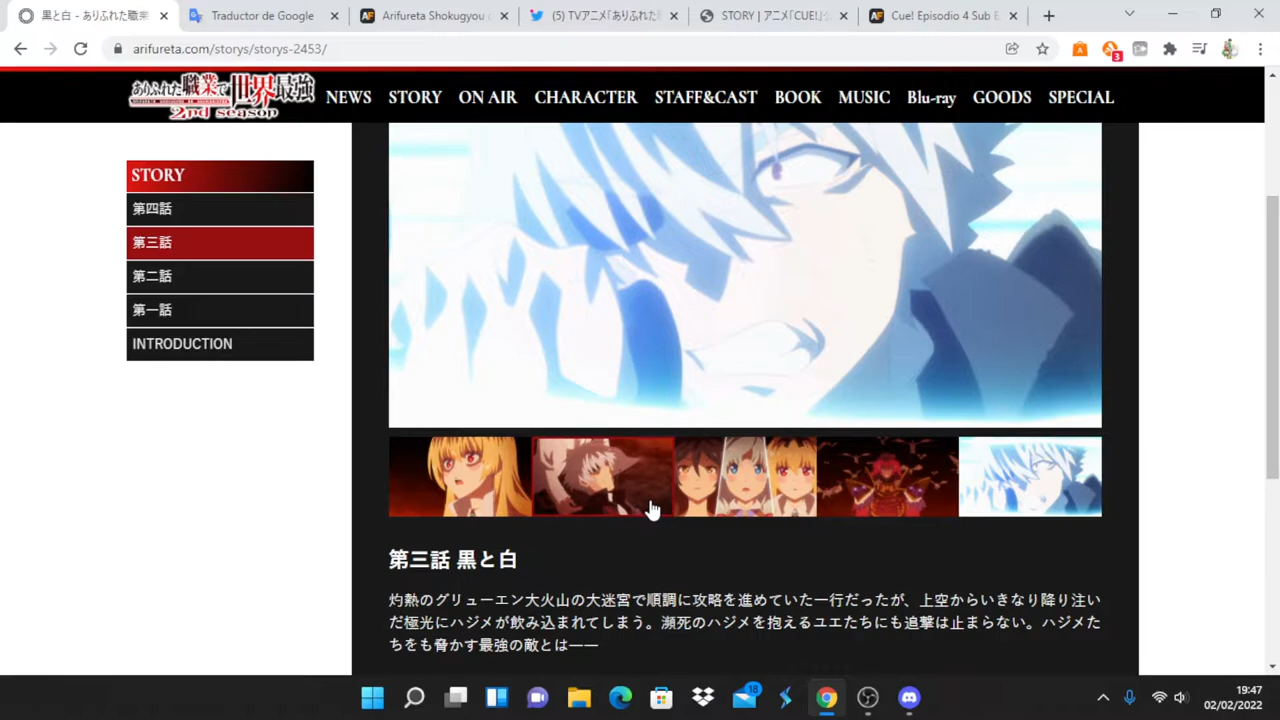 黒と白 - ありふれた職業
Traductor de Google
Arifureta Shokugyou
(5) TVアニメ「ありふれた
STORY | アニメ「CUE!」
Cue! Episodio 4 Sub E
arifureta.com/storys/storys-2453/
3
ありふれた職業で世界最強
2nd season
NEWS
STORY
ON AIR
CHARACTER
STAFF&CAST
BOOK
MUSIC
Blu-ray
GOODS
SPECIAL
STORY
第四話
第三話
第二話
第一話
INTRODUCTION
第三話 黒と白
灼熱のグリューエン大火山の大迷宮で順調に攻略を進めていた一行だったが、上空からいきなり降り注い
だ極光にハジメが飲み込まれてしまう。瀕死のハジメを抱えるユエたちにも追撃は止まらない。ハジメた
ちをも脅かす最強の敵とは――
18
19:47
02/02/2022